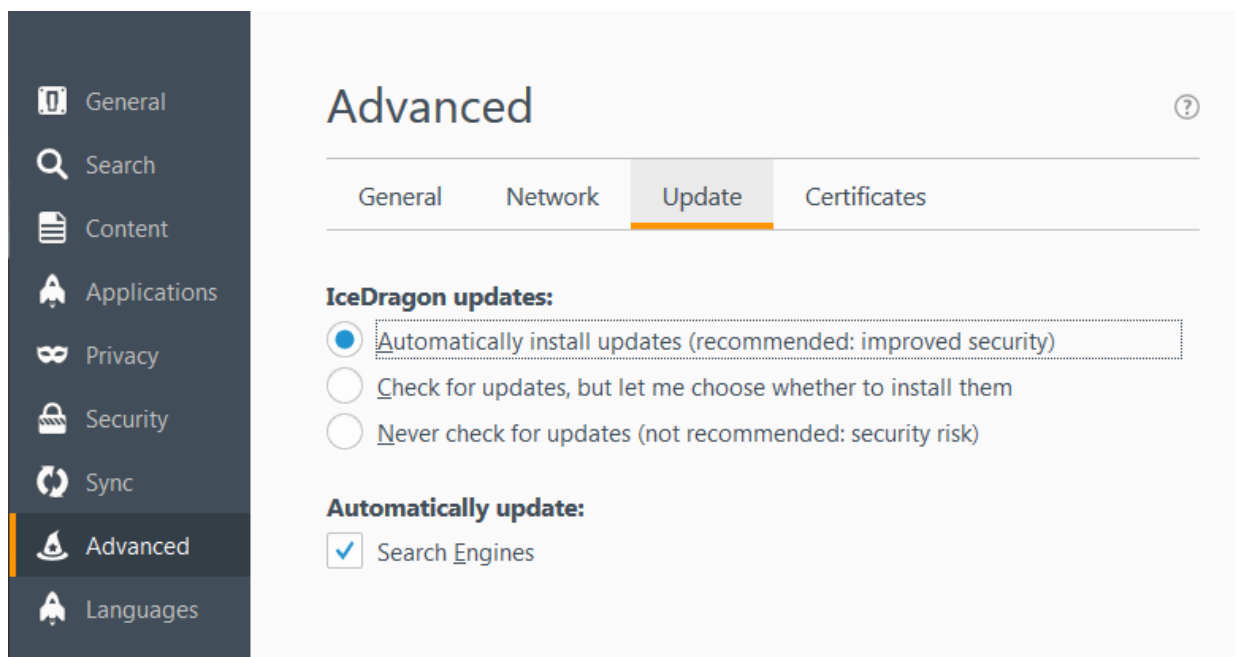 General
Search
Content
Applications
Privacy
Security
Sync
Advanced
Languages
Advanced
?
General Network Update Certificates
IceDragon updates:
Automatically install updates (recommended: improved security)
Check for updates, but let me choose whether to install them
Never check for updates (not recommended: security risk)
Automatically update:
Search Engines